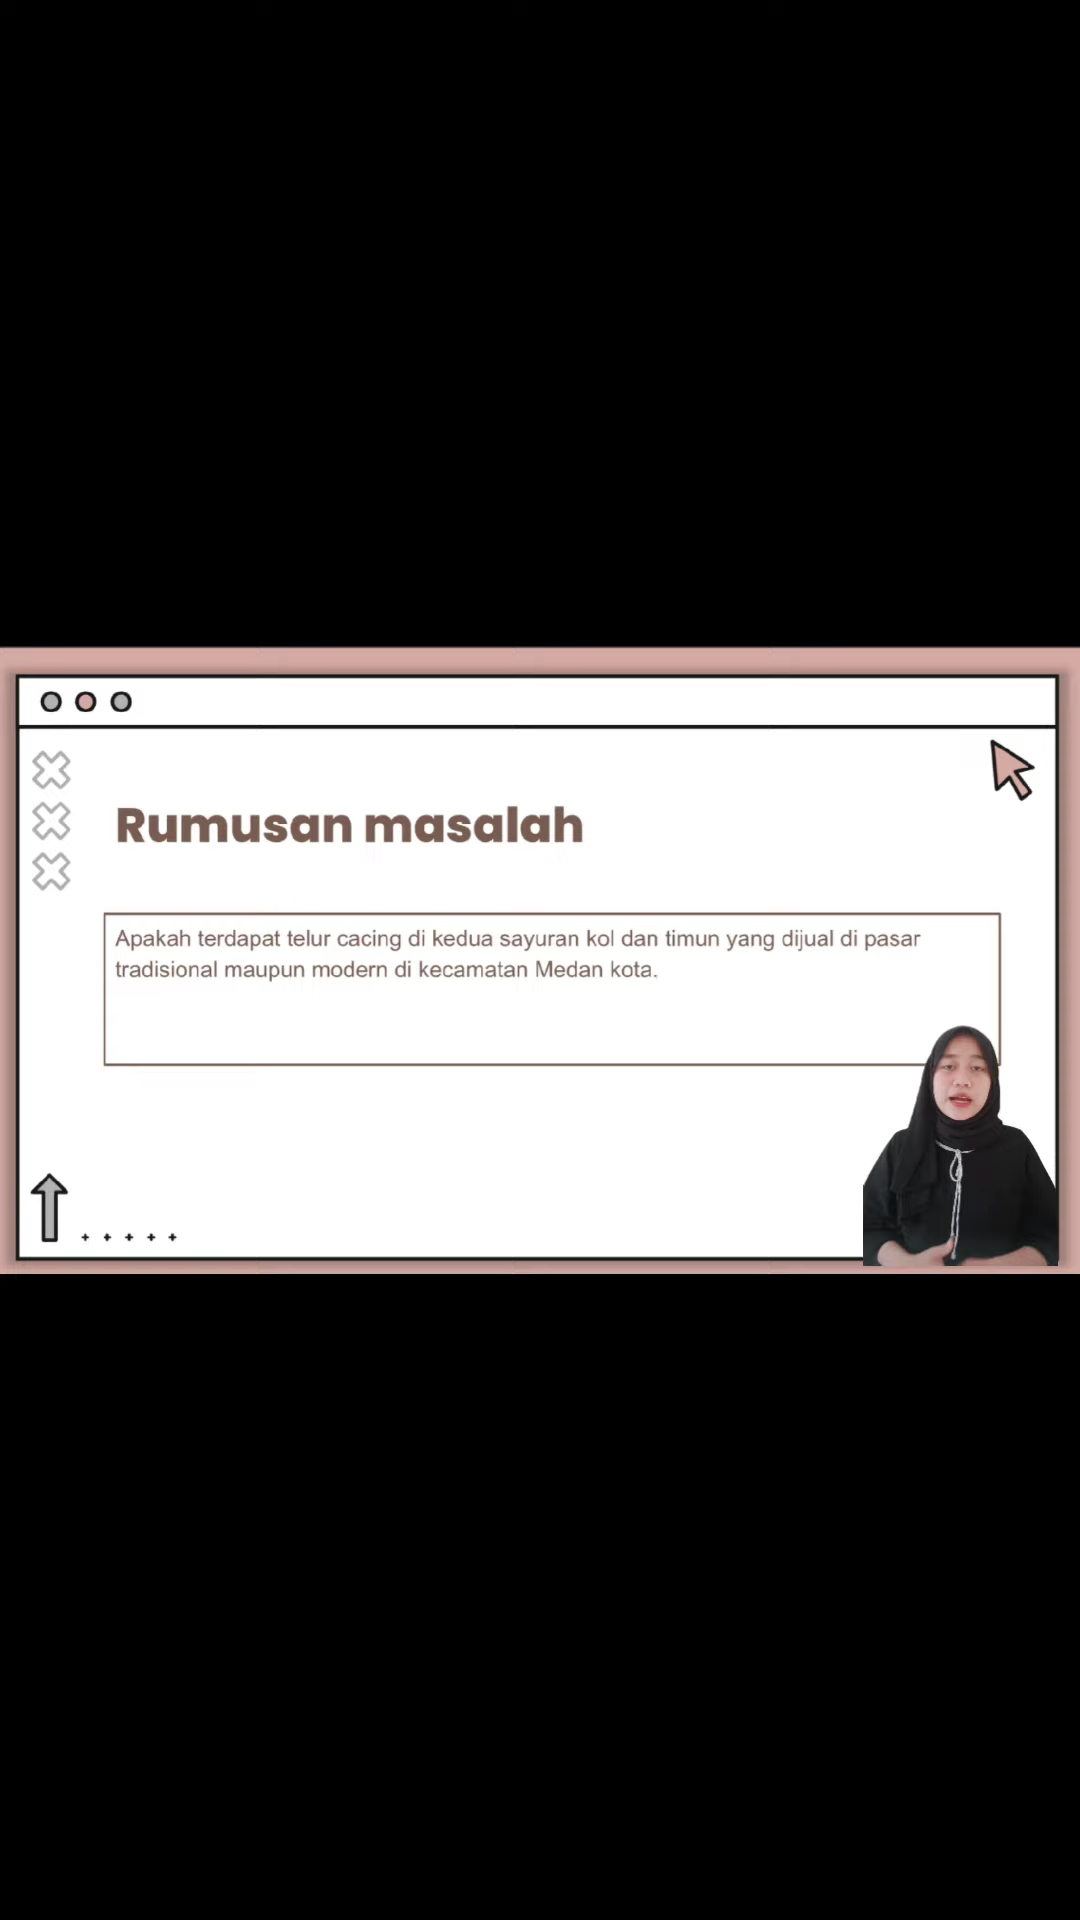 Rumusan masalah
Apakah terdapat telur cacing di kedua sayuran kol dan timun yang dijual di pasar
tradisional maupun modern di kecamatan Medan kota.